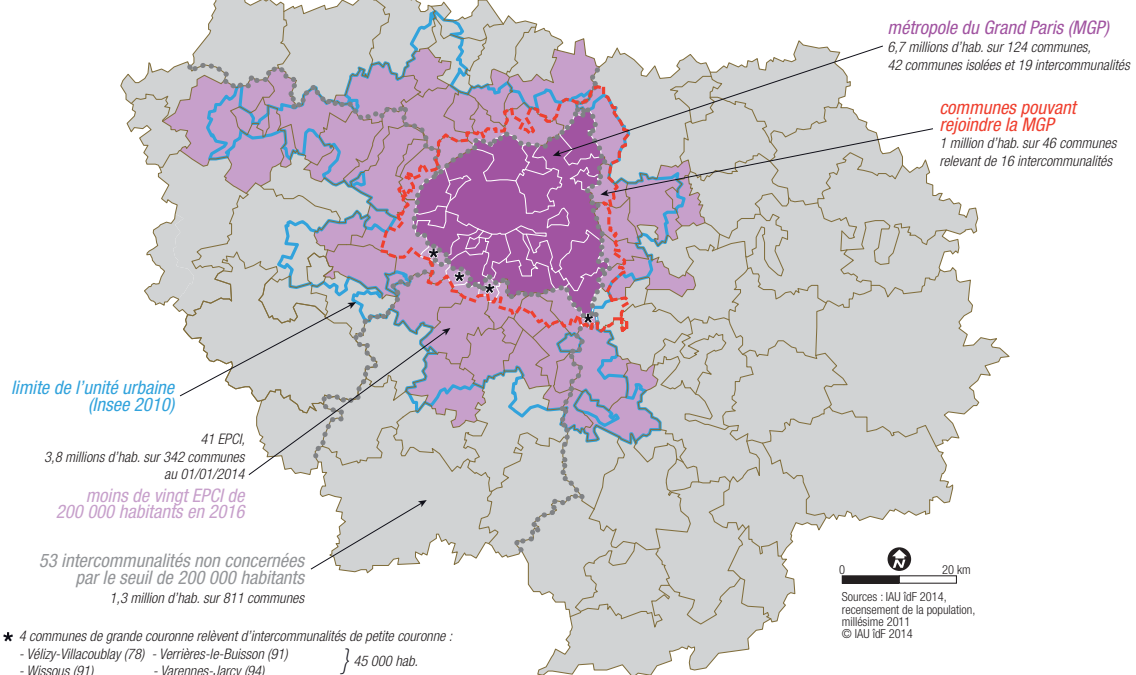 métropole du Grand Paris (MGP)
6,7 millions d'hab. sur 124 communes,
42 communes isolées et 19 intercommunalités
communes pouvant
rejoindre la MGP
1 million d'hab. sur 46 communes
relevant de 16 intercommunalités
limite de l'unité urbaine
(Insee 2010)
41 EPCI,
3,8 millions d'hab. sur 342 communes
au 01/01/2014
moins de vingt EPCI de
200 000 habitants en 2016
53 intercommunalités non concernées
par le seuil de 200 000 habitants
1,3 million d'hab. sur 811 communes
N
0 20 km
Sources : IAU îdF 2014,
recensement de la population,
millésime 2011
© IAU îdF 2014
* 4 communes de grande couronne relèvent d'intercommunalités de petite couronne :
- Vélizy-Villacoublay (78) - Verrières-le-Buisson (91)
- Wissous (91) - Varennes-Jarcy (94)
} 45 000 hab.